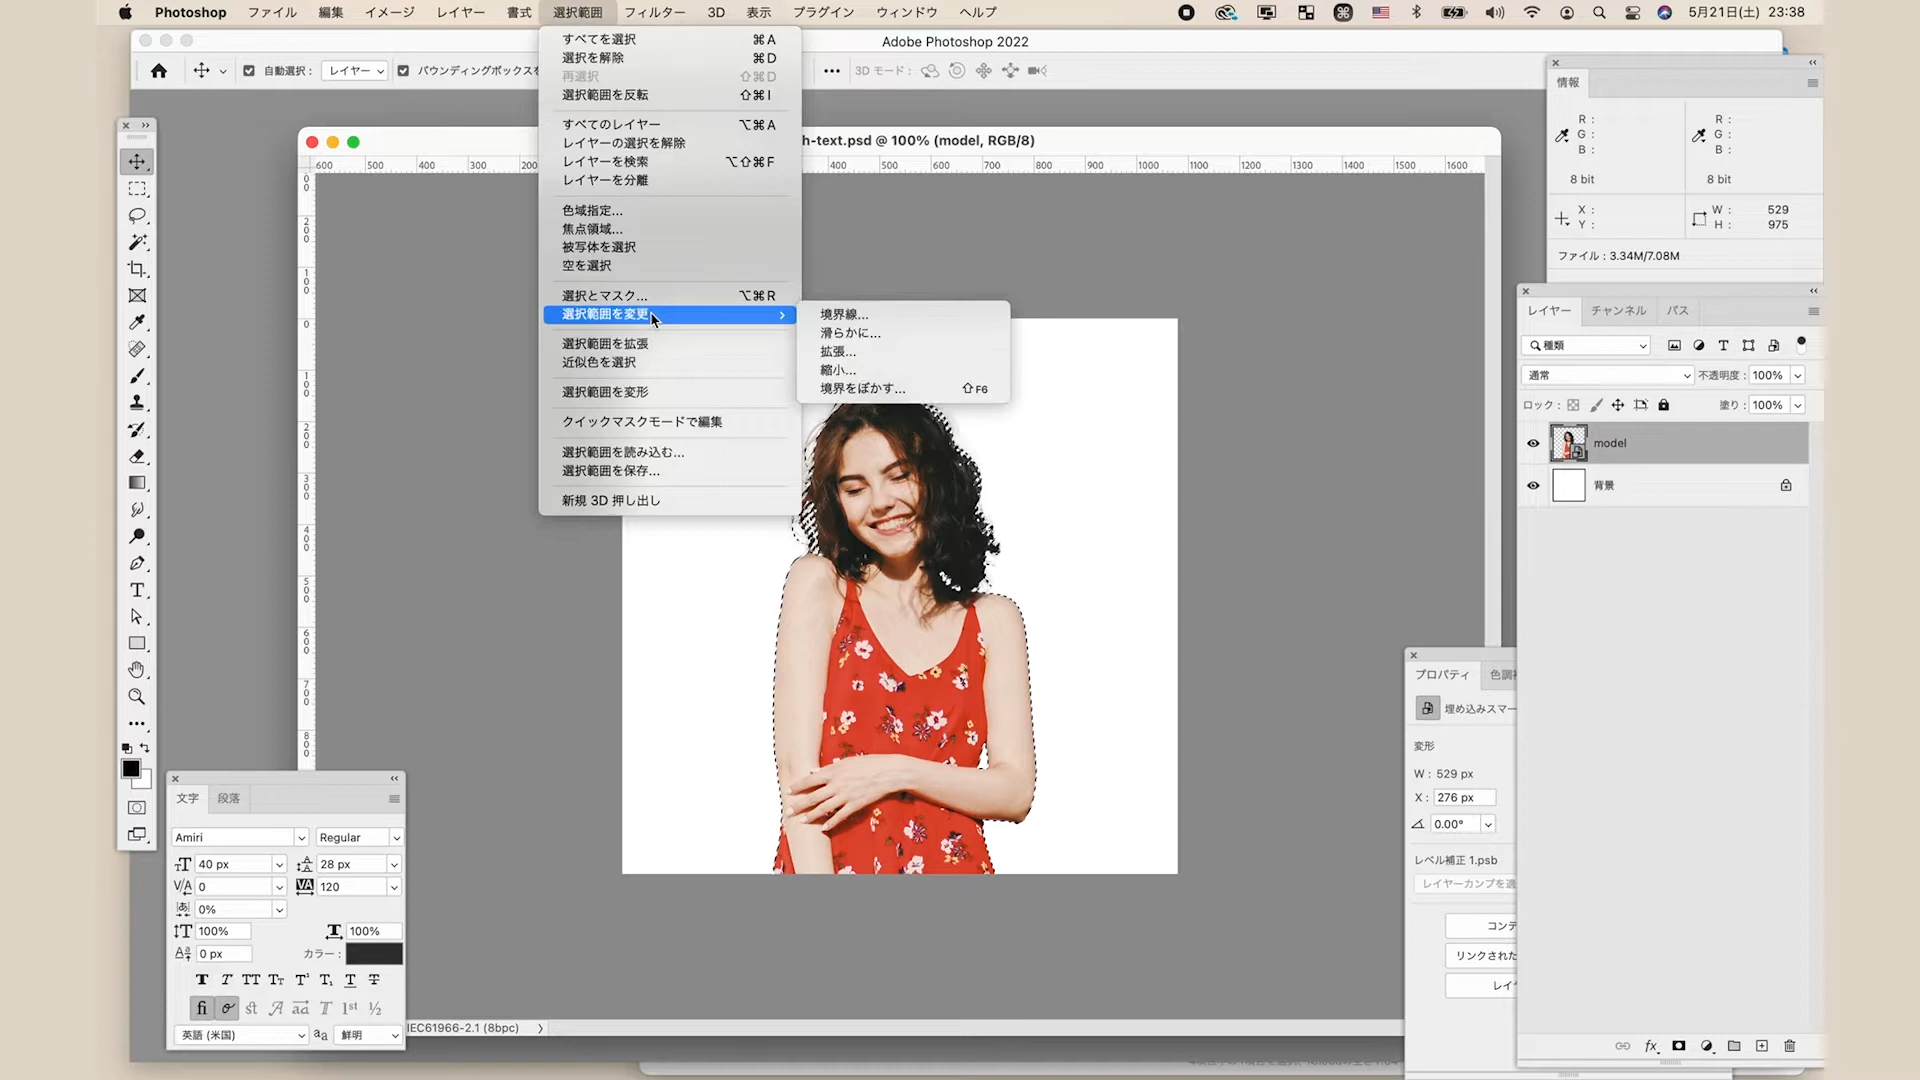 Photoshop ファイル 編集 イメージ レイヤー 書式 選択範囲 フィルター 3D 表示 プラグイン ウィンドウ ヘルプ 5月21日(土) 23:38
Adobe Photoshop 2022
自動選択： レイヤー バウンディングボックスを
3D モード：
h-text.psd @ 100% (model, RGB/8)
600 500 400 300 200 400 500 600 700 800 900 1000 1100 1200 1300 1400 1500 1600
すべてを選択 ⌘A
選択を解除 ⌘D
再選択 ⇧⌘D
選択範囲を反転 ⇧⌘I
すべてのレイヤー ⌥⌘A
レイヤーの選択を解除
レイヤーを検索 ⌥⇧⌘F
レイヤーを分離
色域指定...
焦点領域...
被写体を選択
空を選択
選択とマスク... ⌥⌘R
選択範囲を変更
選択範囲を拡張
近似色を選択
選択範囲を変形
クイックマスクモードで編集
選択範囲を読み込む...
選択範囲を保存...
新規 3D 押し出し
境界線...
滑らかに...
拡張...
縮小...
境界をぼかす... ⇧F6
情報
R： R：
G： G：
B： B：
8 bit 8 bit
X： W： 529
Y： H： 975
ファイル：3.34M/7.08M
レイヤー チャンネル パス
種類
通常 不透明度： 100%
ロック： 塗り： 100%
model
背景
プロパティ 色調
埋め込みスマー
変形
W： 529 px
X： 276 px
0.00°
レベル補正 1.psb
レイヤーカンプを適
コンテ
リンクされた
レイ
文字 段落
Amiri Regular
40 px 28 px
0 120
0%
100% 100%
0 px カラー：
英語 (米国) aa 鮮明
IEC61966-2.1 (8bpc)